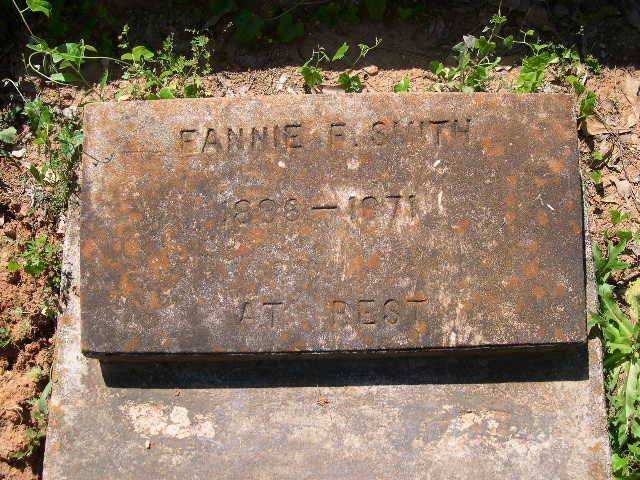 FANNIE F. SMITH
1898 — 1971
AT REST